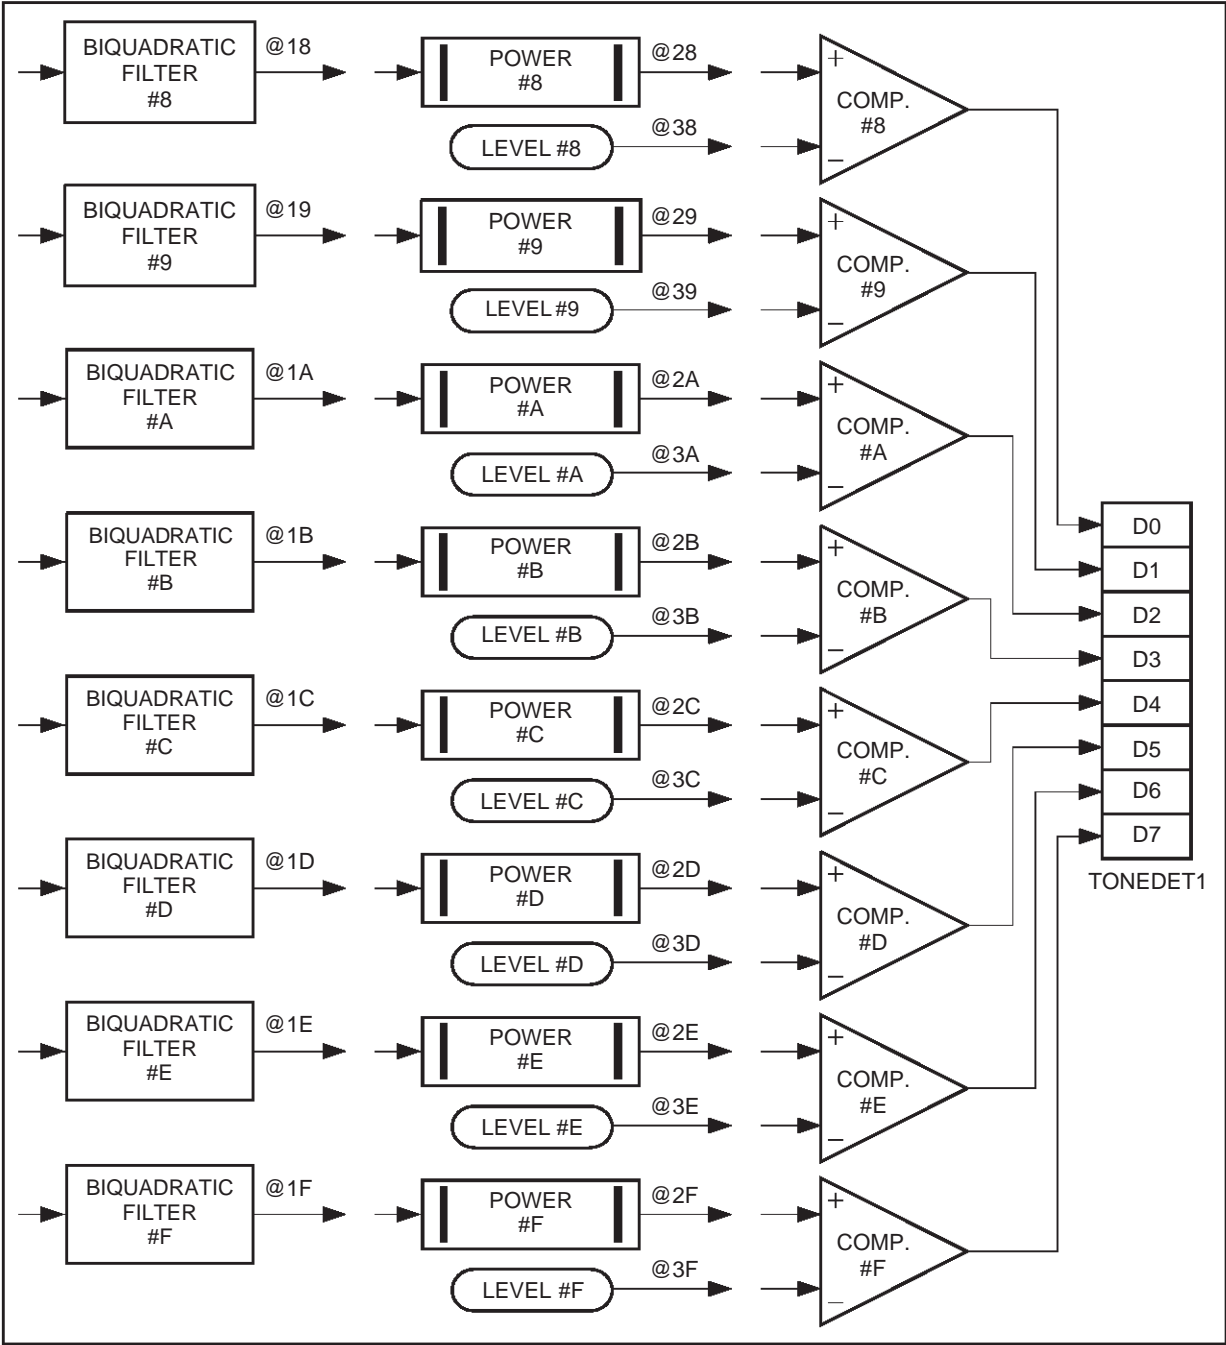 BIQUADRATIC
FILTER
#8
@18
POWER
#8
@28
LEVEL #8
@38
+
COMP.
#8
−
BIQUADRATIC
FILTER
#9
@19
POWER
#9
@29
LEVEL #9
@39
+
COMP.
#9
−
BIQUADRATIC
FILTER
#A
@1A
POWER
#A
@2A
LEVEL #A
@3A
+
COMP.
#A
−
BIQUADRATIC
FILTER
#B
@1B
POWER
#B
@2B
LEVEL #B
@3B
+
COMP.
#B
−
BIQUADRATIC
FILTER
#C
@1C
POWER
#C
@2C
LEVEL #C
@3C
+
COMP.
#C
−
BIQUADRATIC
FILTER
#D
@1D
POWER
#D
@2D
LEVEL #D
@3D
+
COMP.
#D
−
BIQUADRATIC
FILTER
#E
@1E
POWER
#E
@2E
LEVEL #E
@3E
+
COMP.
#E
−
BIQUADRATIC
FILTER
#F
@1F
POWER
#F
@2F
LEVEL #F
@3F
+
COMP.
#F
−
D0
D1
D2
D3
D4
D5
D6
D7
TONEDET1